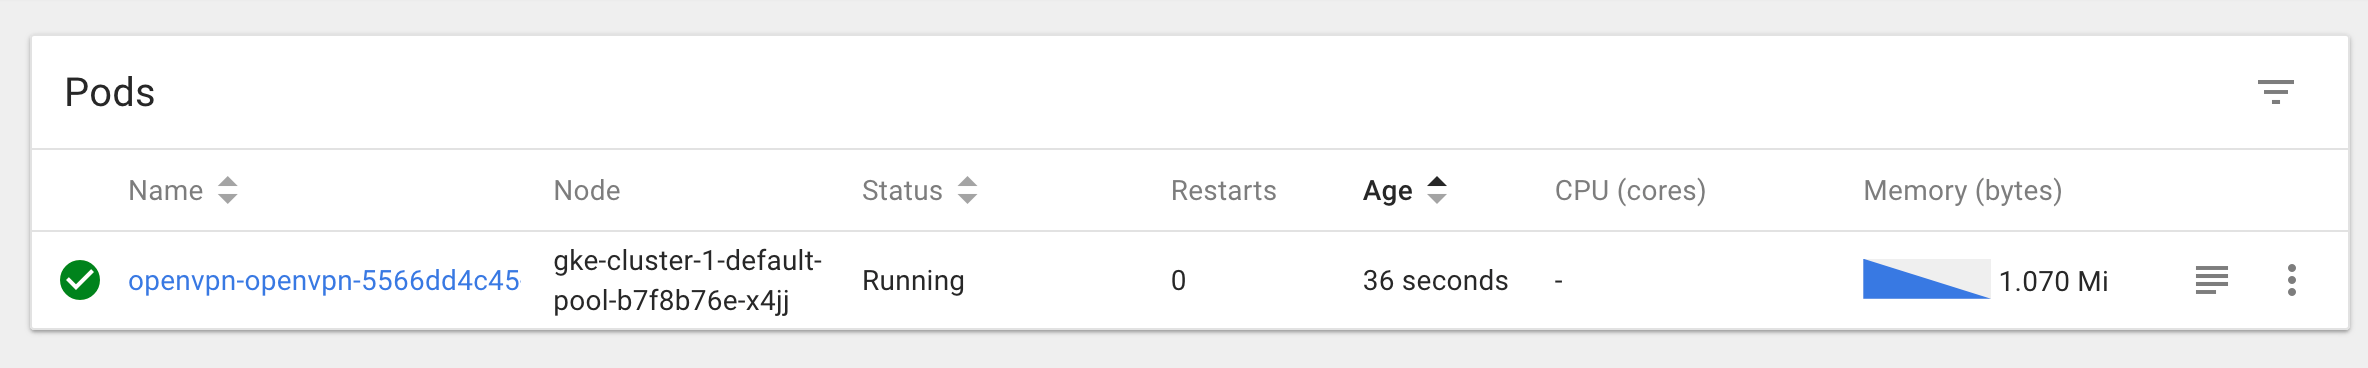 Pods
Name Node Status Restarts Age CPU (cores) Memory (bytes)
openvpn-openvpn-5566dd4c45- gke-cluster-1-default- Running 0 36 seconds - 1.070 Mi
pool-b7f8b76e-x4jj